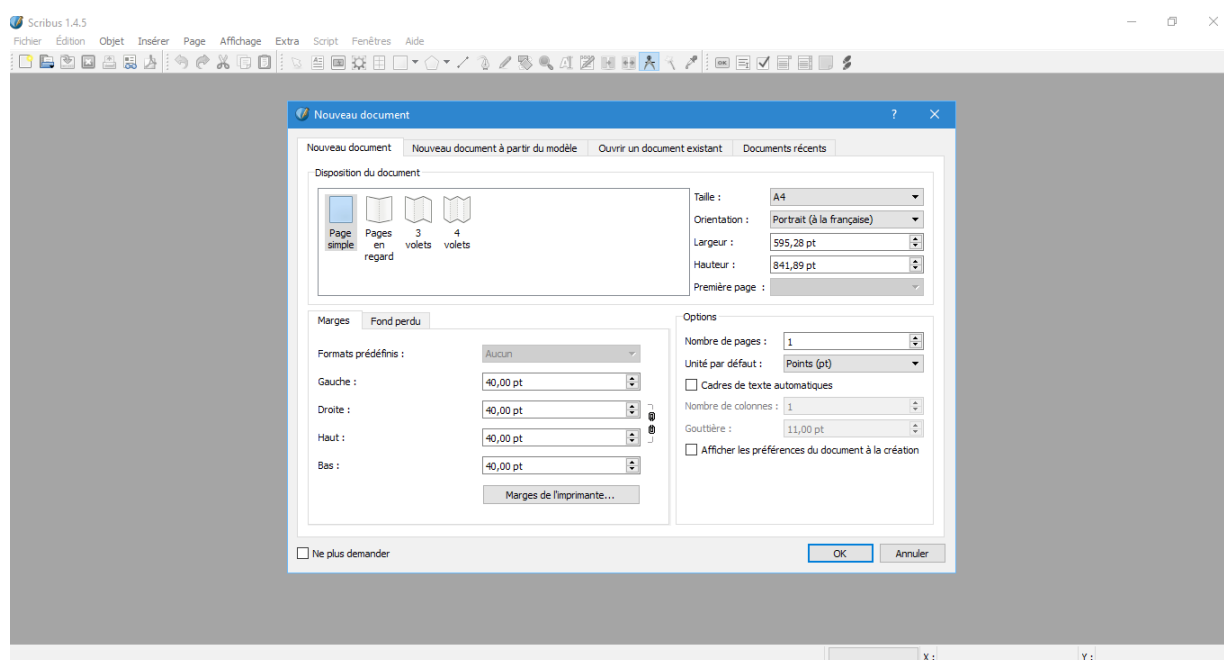 Scribus 1.4.5
Fichier Édition Objet Insérer Page Affichage Extra Script Fenêtres Aide
Nouveau document
Nouveau document Nouveau document à partir du modèle Ouvrir un document existant Documents récents
Disposition du document
Page simple
Pages en regard
3 volets
4 volets
Taille : A4
Orientation : Portrait (à la française)
Largeur : 595,28 pt
Hauteur : 841,89 pt
Première page :
Marges Fond perdu
Formats prédéfinis : Aucun
Gauche : 40,00 pt
Droite : 40,00 pt
Haut : 40,00 pt
Bas : 40,00 pt
Marges de l'imprimante...
Options
Nombre de pages : 1
Unité par défaut : Points (pt)
Cadres de texte automatiques
Nombre de colonnes : 1
Gouttière : 11,00 pt
Afficher les préférences du document à la création
Ne plus demander
OK Annuler
X : Y :